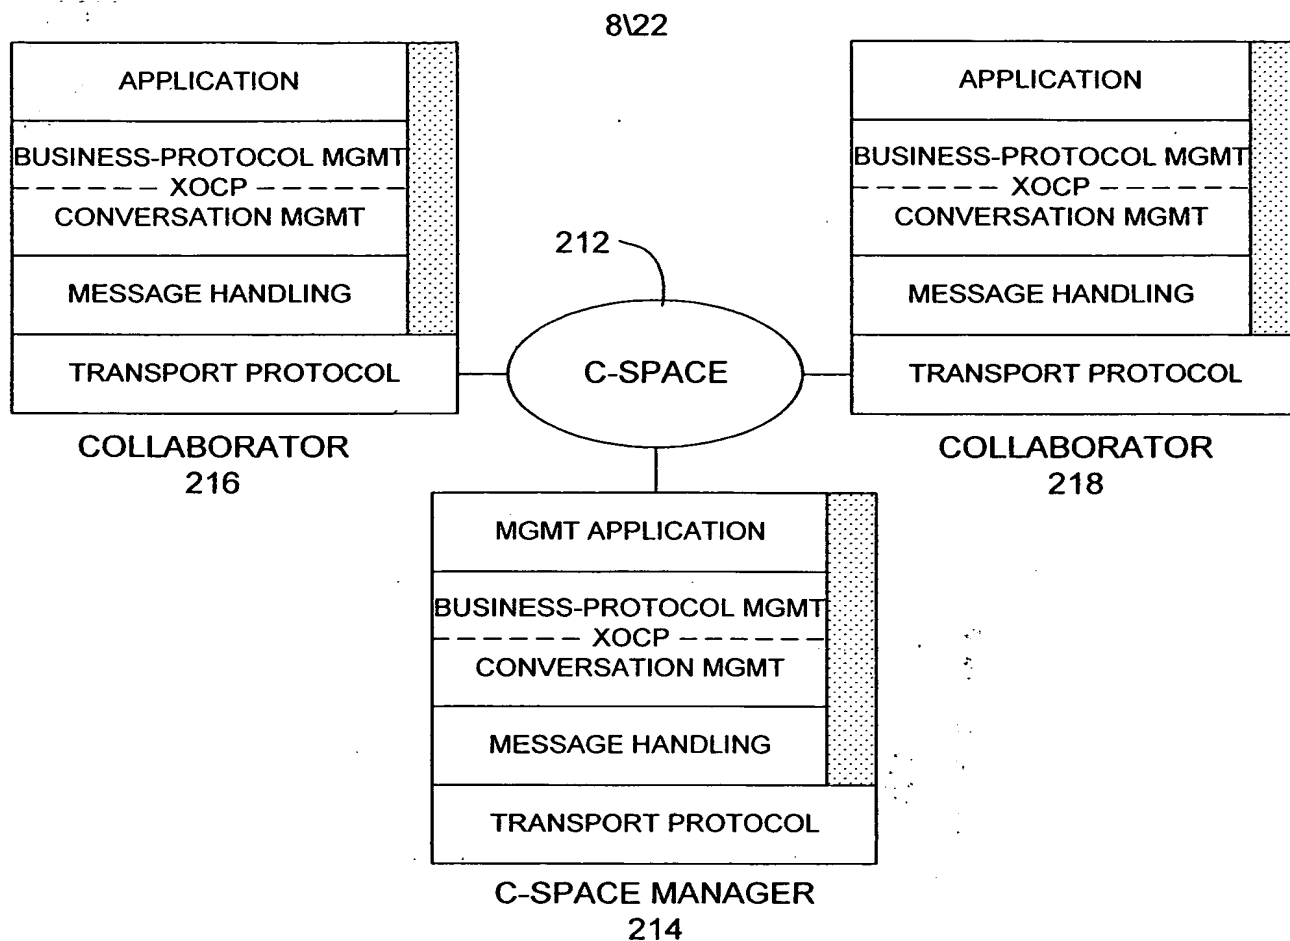 8\22
APPLICATION
BUSINESS-PROTOCOL MGMT
XOCP
CONVERSATION MGMT
MESSAGE HANDLING
TRANSPORT PROTOCOL
COLLABORATOR
216
212
C-SPACE
APPLICATION
BUSINESS-PROTOCOL MGMT
XOCP
CONVERSATION MGMT
MESSAGE HANDLING
TRANSPORT PROTOCOL
COLLABORATOR
218
MGMT APPLICATION
BUSINESS-PROTOCOL MGMT
XOCP
CONVERSATION MGMT
MESSAGE HANDLING
TRANSPORT PROTOCOL
C-SPACE MANAGER
214